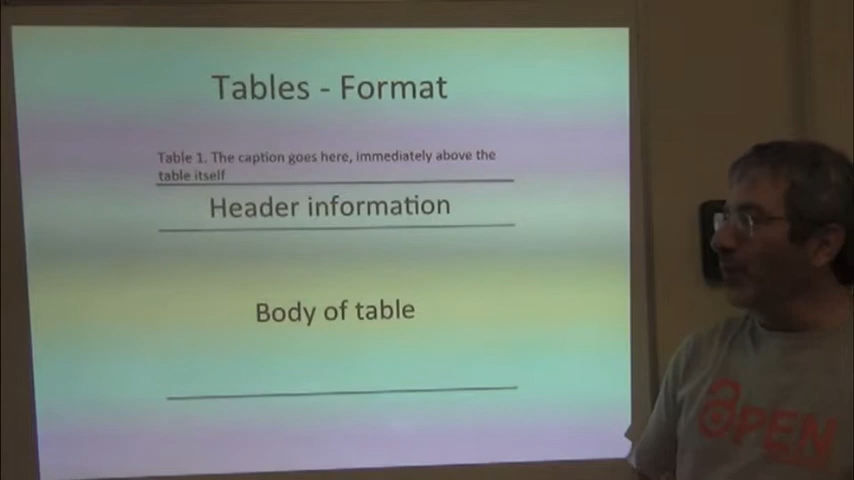 Tables - Format
Table 1. The caption goes here, immediately above the
table itself
Header information
Body of table
OPEN